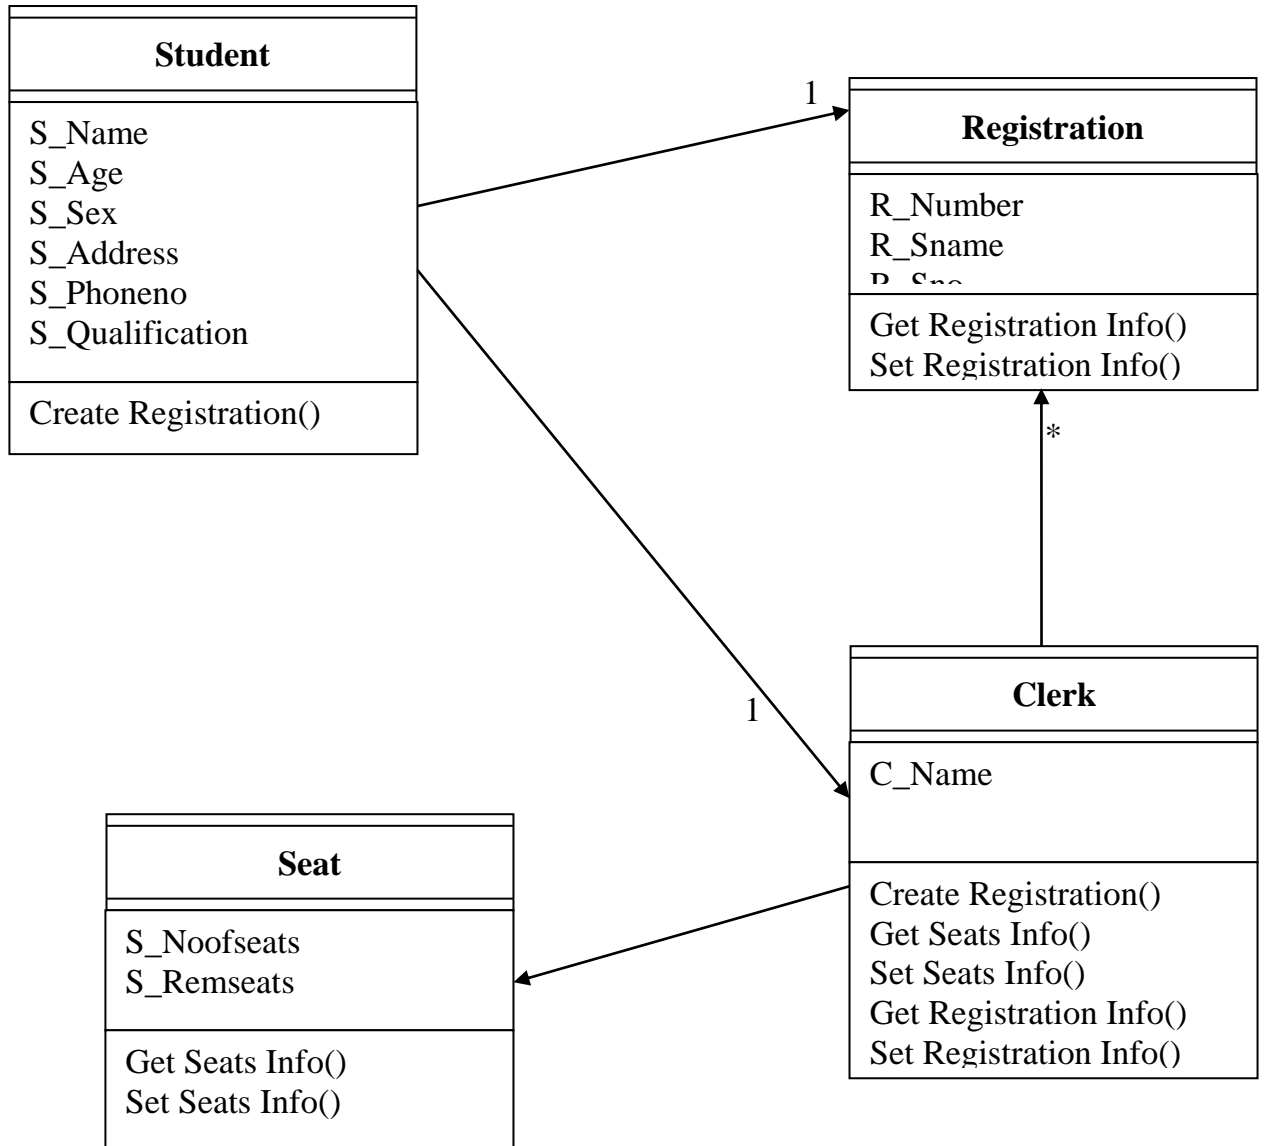 Student
S_Name
S_Age
S_Sex
S_Address
S_Phoneno
S_Qualification
Create Registration()
1
Registration
R_Number
R_Sname
R_Sno
Get Registration Info()
Set Registration Info()
*
1
Clerk
C_Name
Create Registration()
Get Seats Info()
Set Seats Info()
Get Registration Info()
Set Registration Info()
Seat
S_Noofseats
S_Remseats
Get Seats Info()
Set Seats Info()